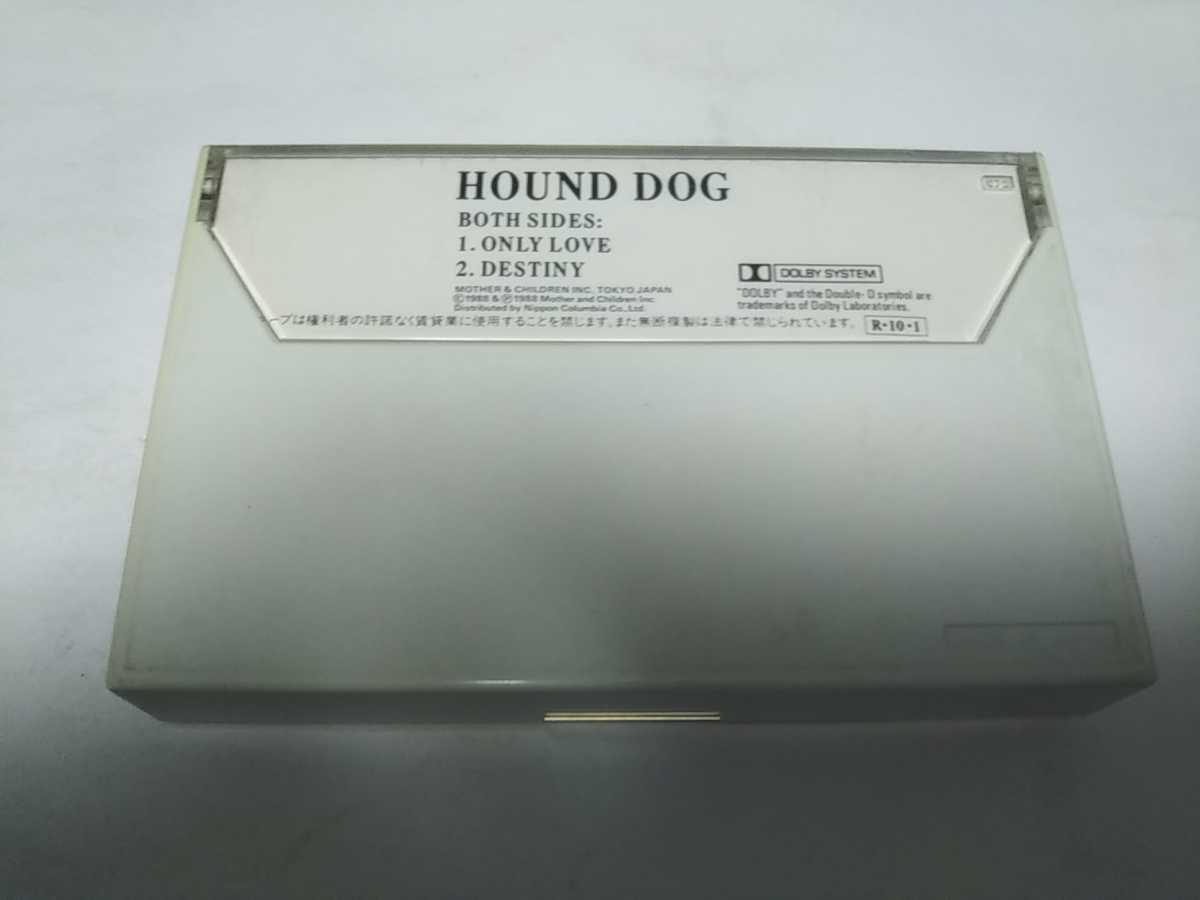 HOUND DOG
BOTH SIDES:
1. ONLY LOVE
2. DESTINY
MOTHER & CHILDREN INC. TOKYO JAPAN
©1988 & Ⓟ1988 Mother and Children Inc.
Distributed by Nippon Columbia Co., Ltd.
DOLBY SYSTEM
"DOLBY" and the Double-D symbol are
trademarks of Dolby Laboratories.
ープは権利者の許諾なく賃貸業に使用することを禁じます。また無断複製は法律で禁じられています。
R・10・1